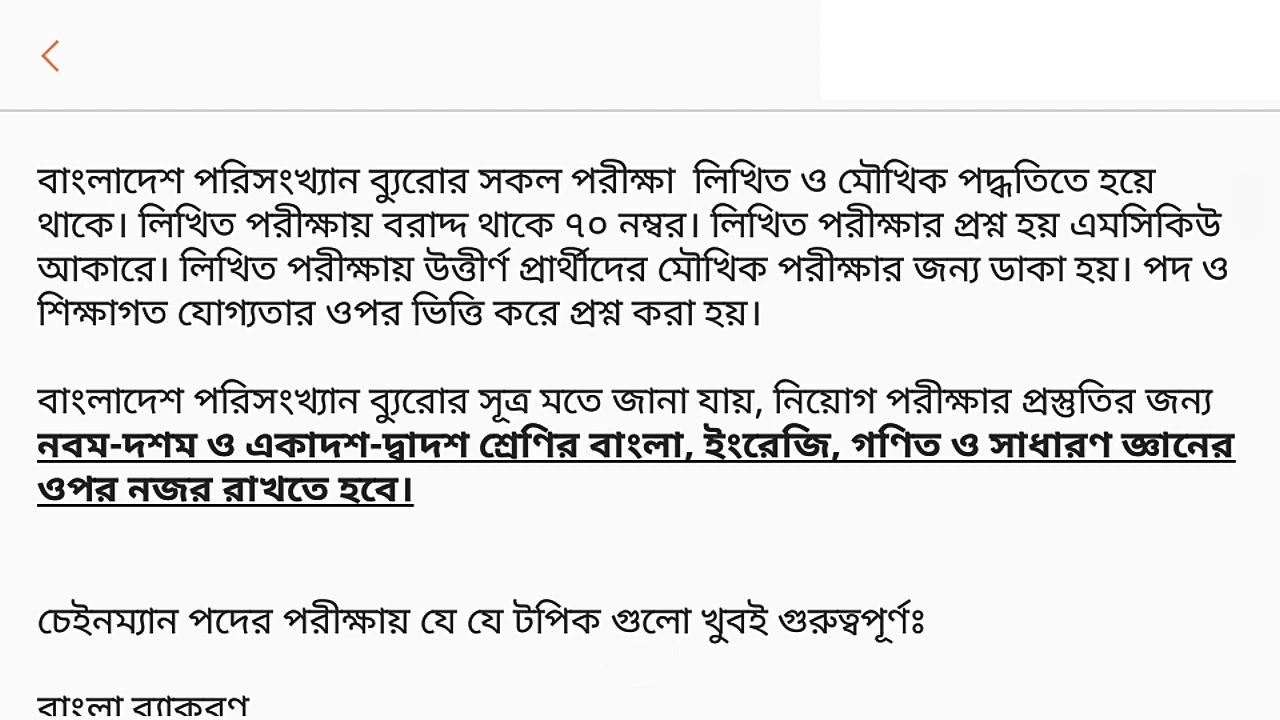 বাংলাদেশ পরিসংখ্যান ব্যুরোর সকল পরীক্ষা লিখিত ও মৌখিক পদ্ধতিতে হয়ে
থাকে। লিখিত পরীক্ষায় বরাদ্দ থাকে ৭০ নম্বর। লিখিত পরীক্ষার প্রশ্ন হয় এমসিকিউ
আকারে। লিখিত পরীক্ষায় উত্তীর্ণ প্রার্থীদের মৌখিক পরীক্ষার জন্য ডাকা হয়। পদ ও
শিক্ষাগত যোগ্যতার ওপর ভিত্তি করে প্রশ্ন করা হয়।
বাংলাদেশ পরিসংখ্যান ব্যুরোর সূত্র মতে জানা যায়, নিয়োগ পরীক্ষার প্রস্তুতির জন্য
নবম-দশম ও একাদশ-দ্বাদশ শ্রেণির বাংলা, ইংরেজি, গণিত ও সাধারণ জ্ঞানের
ওপর নজর রাখতে হবে।
চেইনম্যান পদের পরীক্ষায় যে যে টপিক গুলো খুবই গুরুত্বপূর্ণঃ
বাংলা ব্যাকরণ